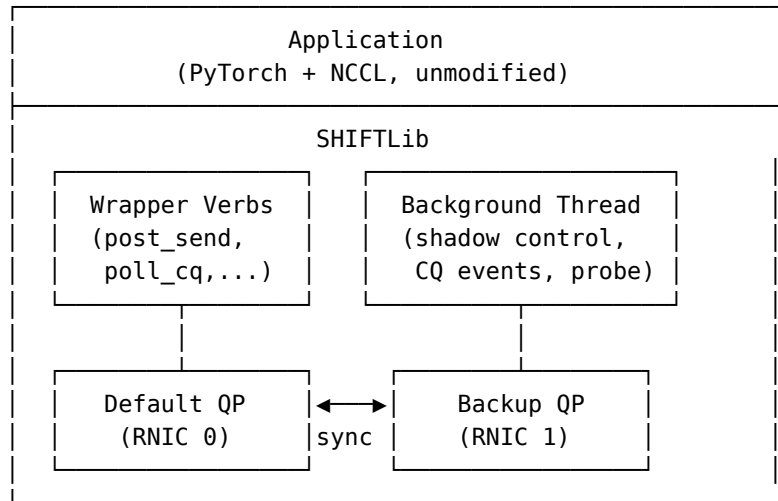 Application
(PyTorch + NCCL, unmodified)
SHIFTLib
Wrapper Verbs
(post_send,
poll_cq,...)
Background Thread
(shadow control,
CQ events, probe)
Default QP
(RNIC 0)
sync
Backup QP
(RNIC 1)